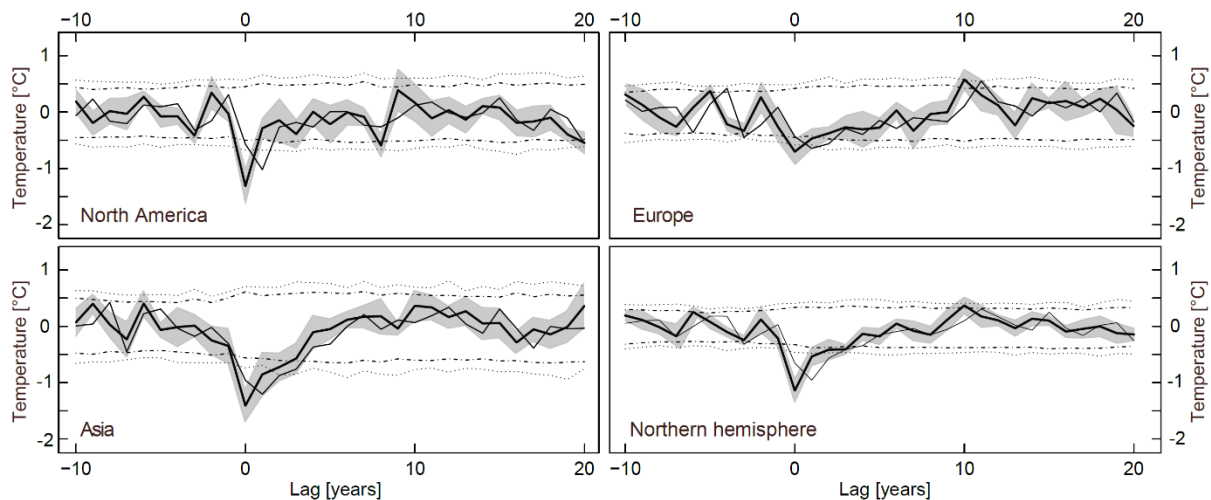 −10 0 10 20 −10 0 10 20
Temperature [°C]
1
0
-1
-2
North America
Temperature [°C]
1
0
-1
-2
Europe
Temperature [°C]
1
0
-1
-2
Asia
Temperature [°C]
1
0
-1
-2
Northern hemisphere
−10 0 10 20 −10 0 10 20
Lag [years] Lag [years]